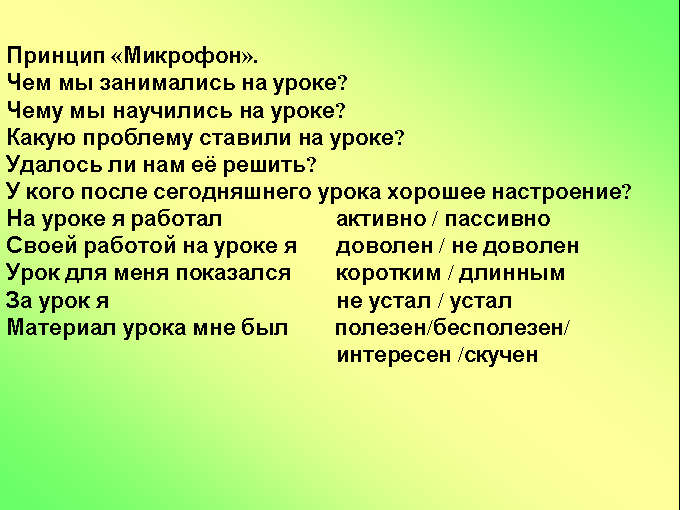 Принцип «Микрофон».
Чем мы занимались на уроке?
Чему мы научились на уроке?
Какую проблему ставили на уроке?
Удалось ли нам её решить?
У кого после сегодняшнего урока хорошее настроение?
На уроке я работал активно / пассивно
Своей работой на уроке я доволен / не доволен
Урок для меня показался коротким / длинным
За урок я не устал / устал
Материал урока мне был полезен/бесполезен/
интересен /скучен